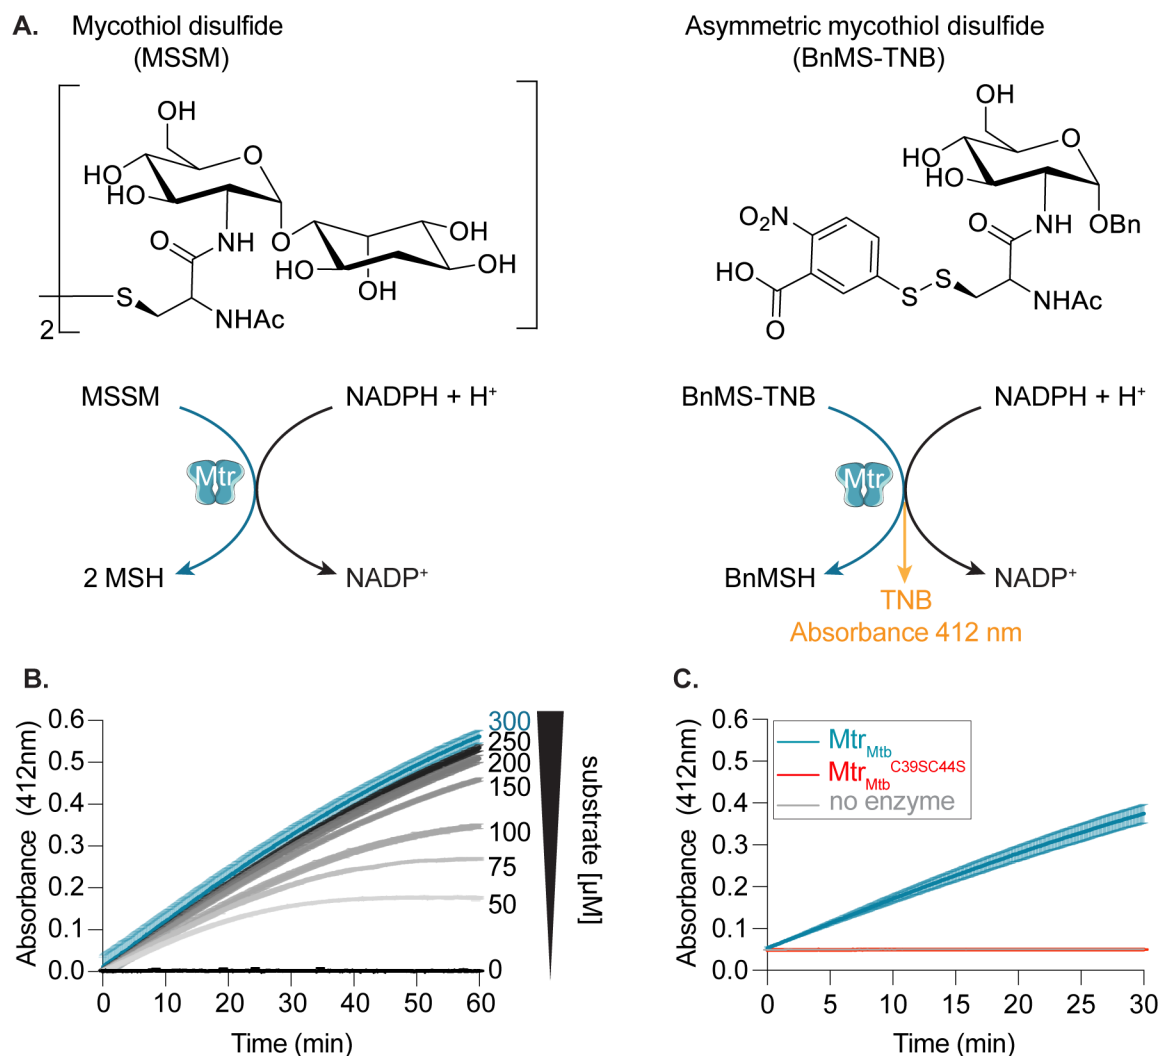 A.
Mycothiol disulfide
(MSSM)
Asymmetric mycothiol disulfide
(BnMS-TNB)
OH
O
HO
HO
O
NH
O
HO
OH
OH
OH
S
NHAc
2
OH
O
HO
HO
O
NH
OBn
O₂N
HO
O
S
S
NHAc
MSSM
NADPH + H⁺
Mtr
2 MSH
NADP⁺
BnMS-TNB
NADPH + H⁺
Mtr
BnMSH
NADP⁺
TNB
Absorbance 412 nm
B.
Absorbance (412nm)
0.6
0.5
0.4
0.3
0.2
0.1
0.0
0 10 20 30 40 50 60
Time (min)
300
250
200
150
100
75
50
0
substrate [µM]
C.
Absorbance (412nm)
0.6
0.5
0.4
0.3
0.2
0.1
0.0
0 5 10 15 20 25 30
Time (min)
Mtr Mtb
Mtr Mtb C39SC44S
no enzyme